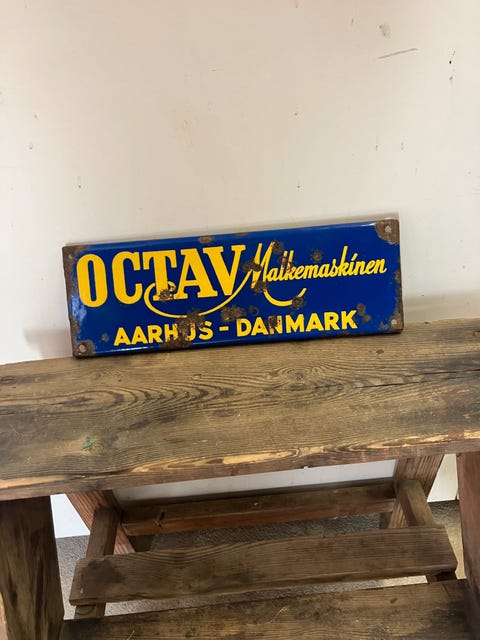 OCTAV Malkemaskinen
AARHUS - DANMARK